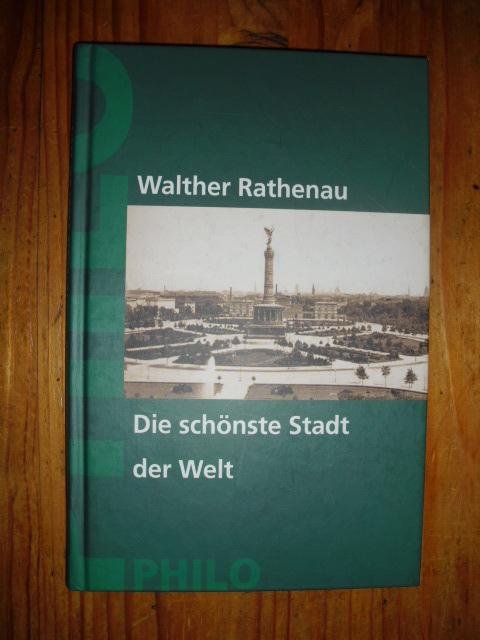 Walther Rathenau
Die schönste Stadt
der Welt
PHILO